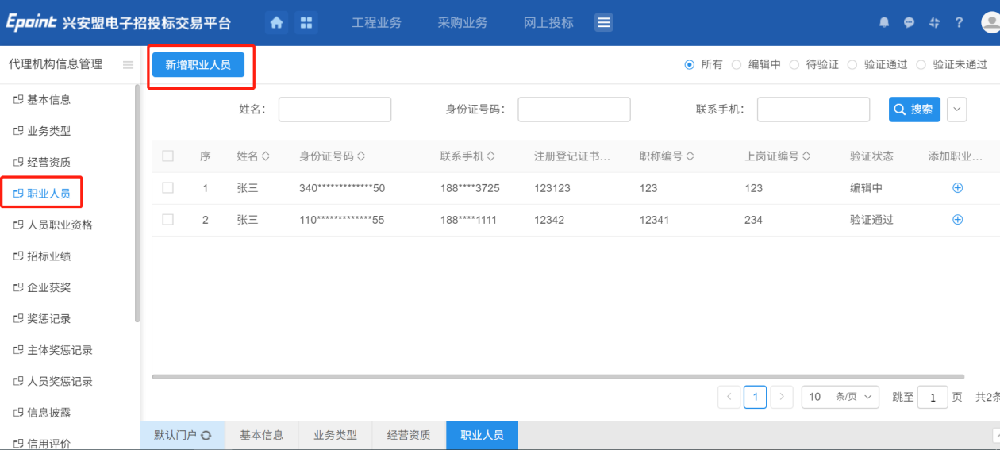 Epoint 兴安盟电子招投标交易平台 工程业务 采购业务 网上投标 ?
代理机构信息管理
新增职业人员 所有 编辑中 待验证 验证通过 验证未通过
基本信息
业务类型
经营资质
职业人员
人员职业资格
招标业绩
企业获奖
奖惩记录
主体奖惩记录
人员奖惩记录
信息披露
信用评价
姓名: 身份证号码: 联系手机: 搜索
序 姓名 身份证号码 联系手机 注册登记证书... 职称编号 上岗证编号 验证状态 添加职业...
1 张三 340*************50 188****3725 123123 123 123 编辑中
2 张三 110*************55 188****1111 12342 12341 234 验证通过
1 10 条/页 跳至 1 页 共2条
默认门户 基本信息 业务类型 经营资质 职业人员